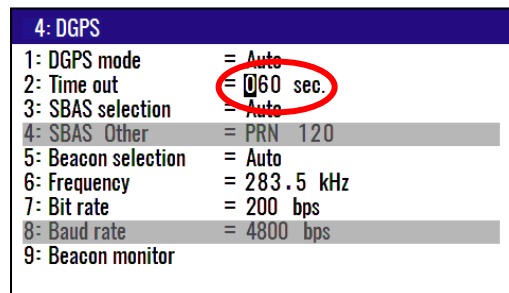 4: DGPS
1: DGPS mode = Auto
2: Time out = 060 sec.
3: SBAS selection = Auto
4: SBAS Other = PRN 120
5: Beacon selection = Auto
6: Frequency = 283.5 kHz
7: Bit rate = 200 bps
8: Baud rate = 4800 bps
9: Beacon monitor